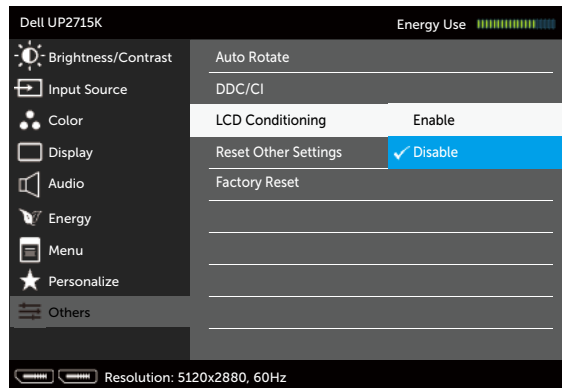 Dell UP2715K
Energy Use
Brightness/Contrast
Input Source
Color
Display
Audio
Energy
Menu
Personalize
Others
Auto Rotate
DDC/CI
LCD Conditioning
Reset Other Settings
Factory Reset
Enable
Disable
Resolution: 5120x2880, 60Hz